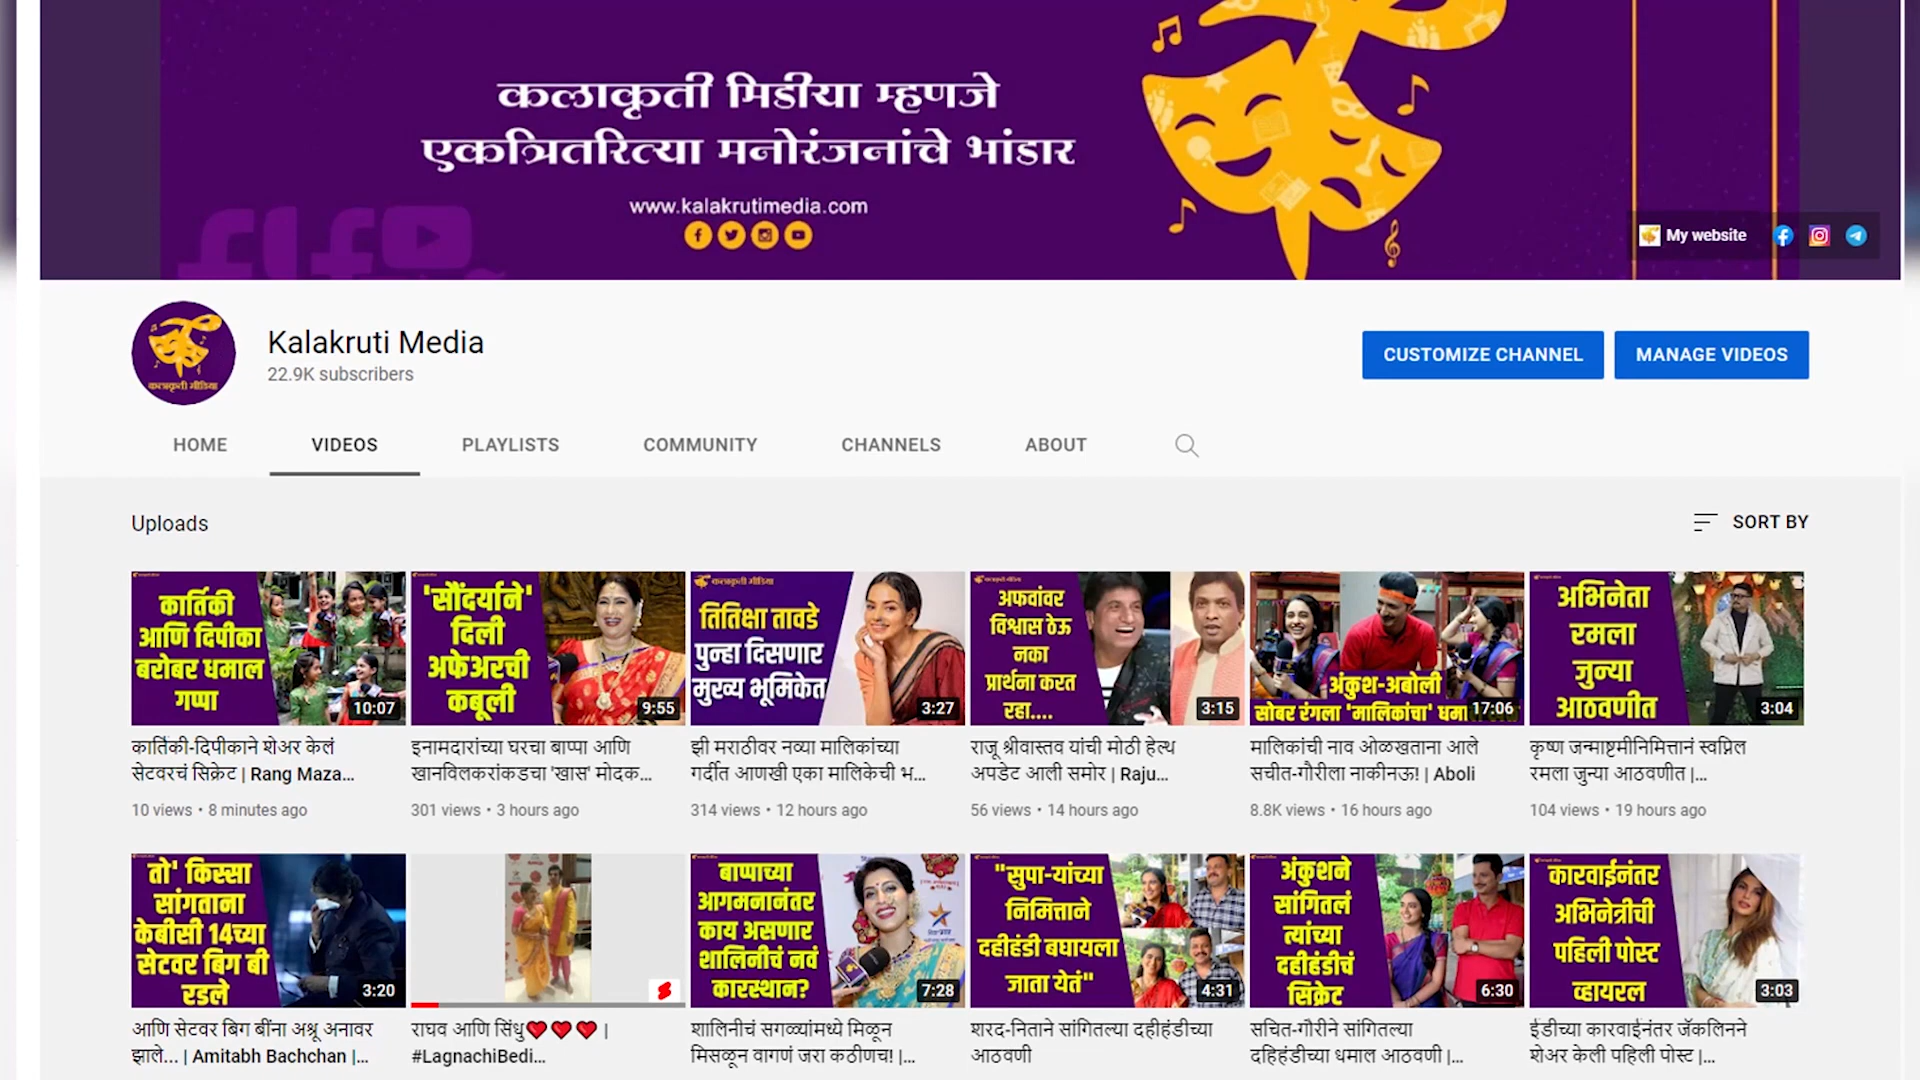 कलाकृती मिडीया म्हणजे
एकत्रितरित्या मनोरंजनांचे भांडार
www.kalakrutimedia.com
My website
कलाकृती मीडिया
Kalakruti Media
22.9K subscribers
CUSTOMIZE CHANNEL
MANAGE VIDEOS
HOME
VIDEOS
PLAYLISTS
COMMUNITY
CHANNELS
ABOUT
Uploads
SORT BY
कार्तिकी
आणि दिपीका
बरोबर धमाल
गप्पा
10:07
कार्तिकी-दिपीकाने शेअर केलं
सेटवरचं सिक्रेट | Rang Maza...
10 views • 8 minutes ago
'सौंदर्याने'
दिली
अफेअरची
कबूली
9:55
इनामदारांच्या घरचा बाप्पा आणि
खानविलकरांकडचा 'खास' मोदक...
301 views • 3 hours ago
कलाकृती मीडिया
तितिक्षा तावडे
पुन्हा दिसणार
मुख्य भूमिकेत
3:27
झी मराठीवर नव्या मालिकांच्या
गर्दीत आणखी एका मालिकेची भ...
314 views • 12 hours ago
अफवांवर
विश्वास ठेऊ
नका
प्रार्थना करत
रहा....
3:15
राजू श्रीवास्तव यांची मोठी हेल्थ
अपडेट आली समोर | Raju...
56 views • 14 hours ago
अंकुश-अबोली
सोबर रंगला 'मालिकांचा' धमा
17:06
मालिकांची नाव ओळखताना आले
सचीत-गौरीला नाकीनऊ! | Aboli
8.8K views • 16 hours ago
अभिनेता
रमला
जुन्या
आठवणीत
3:04
कृष्ण जन्माष्टमीनिमित्तानं स्वप्निल
रमला जुन्या आठवणीत |...
104 views • 19 hours ago
तो' किस्सा
सांगताना
केबीसी 14च्या
सेटवर बिग बी
रडले
3:20
आणि सेटवर बिग बींना अश्रू अनावर
झाले... | Amitabh Bachchan |...
राघव आणि सिंधु❤❤❤ |
#LagnachiBedi...
बाप्पाच्या
आगमनानंतर
काय असणार
शालिनीचं नवं
कारस्थान?
7:28
शालिनीचं सगळ्यांमध्ये मिळून
मिसळून वागणं जरा कठीणच! |...
"सुपा-यांच्या
निमित्ताने
दहीहंडी बघायला
जाता येतं"
4:31
शरद-निताने सांगितल्या दहीहंडीच्या
आठवणी
अंकुशने
सांगितलं
त्यांच्या
दहीहंडीचं
सिक्रेट
6:30
सचित-गौरीने सांगितल्या
दहिहंडीच्या धमाल आठवणी |...
कारवाईनंतर
अभिनेत्रीची
पहिली पोस्ट
व्हायरल
3:03
ईडीच्या कारवाईनंतर जॅकलिनने
शेअर केली पहिली पोस्ट |...